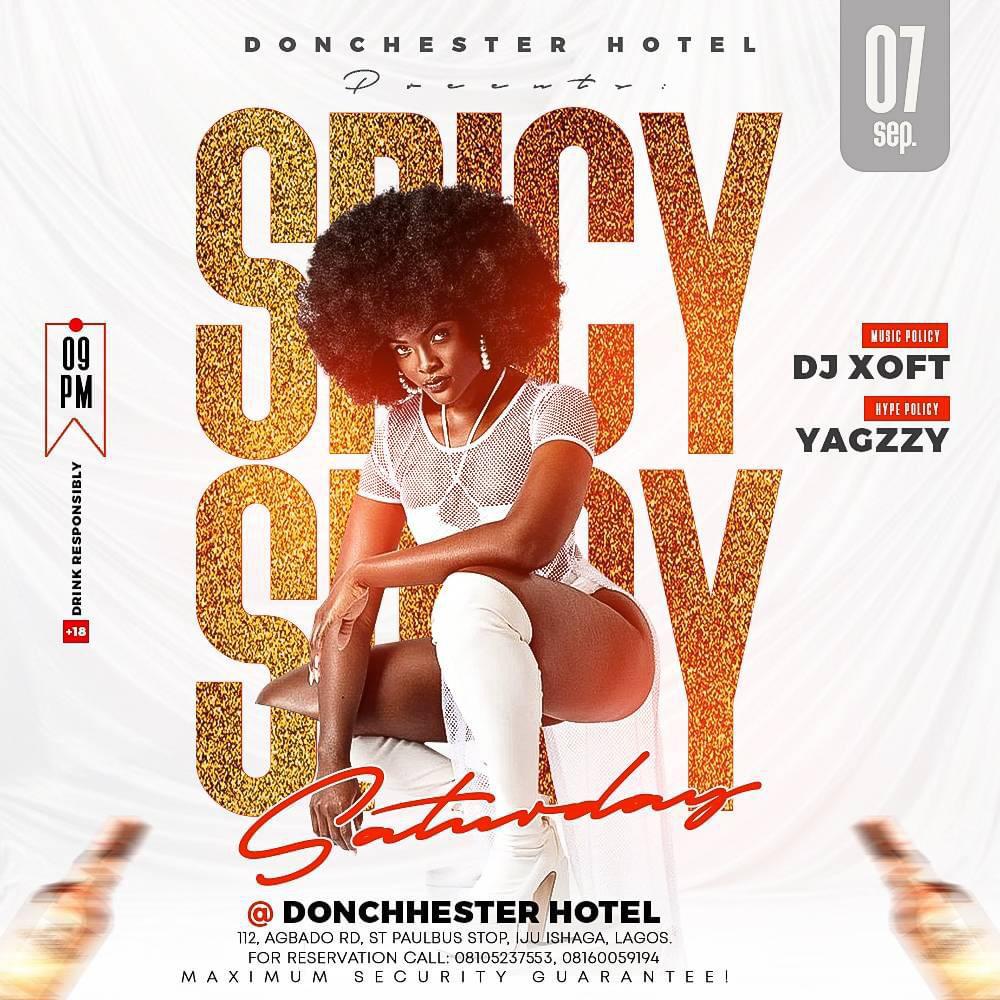 DONCHESTER HOTEL
Presents:
07
sep.
SPICY
09
PM
MUSIC POLICY
DJ XOFT
HYPE POLICY
YAGZZY
DRINK RESPONSIBLY
+18
SPICY
Saturday
@ DONCHHESTER HOTEL
112, AGBADO RD, ST PAULBUS STOP, IJU ISHAGA, LAGOS.
FOR RESERVATION CALL: 08105237553, 08160059194
MAXIMUM SECURITY GUARANTEE!